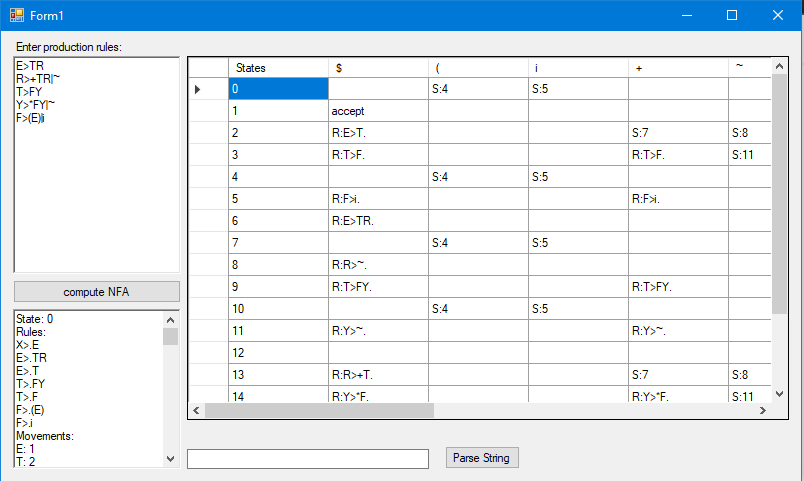 Form1
Enter production rules:
E>TR
R>+TR|~
T>FY
Y>*FY|~
F>(E)|i
compute NFA
State: 0
Rules:
X>.E
E>.TR
E>.T
T>.FY
T>.F
F>.(E)
F>.i
Movements:
E: 1
T: 2
States $ ( i + ~
0 S:4 S:5
1 accept
2 R:E>T. S:7 S:8
3 R:T>F. R:T>F. S:11
4 S:4 S:5
5 R:F>i. R:F>i.
6 R:E>TR.
7 S:4 S:5
8 R:R>~.
9 R:T>FY. R:T>FY.
10 S:4 S:5
11 R:Y>~. R:Y>~.
12
13 R:R>+T. S:7 S:8
14 R:Y>*F. R:Y>*F. S:11
Parse String